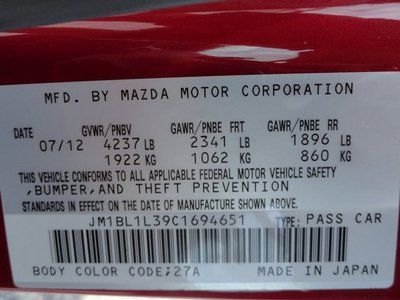 MFD. BY MAZDA MOTOR CORPORATION
DATE GVWR/PNBV GAWR/PNBE FRT GAWR/PNBE RR
07/12 4237 LB 2341 LB 1896 LB
1922 KG 1062 KG 860 KG
THIS VEHICLE CONFORMS TO ALL APPLICABLE FEDERAL MOTOR VEHICLE SAFETY
,BUMPER,AND THEFT PREVENTION
STANDARDS IN EFFECT ON THE DATE OF MANUFACTURE SHOWN ABOVE.
JM1BL1L39C1694651 TYPE: PASS CAR
BODY COLOR CODE;27A MADE IN JAPAN